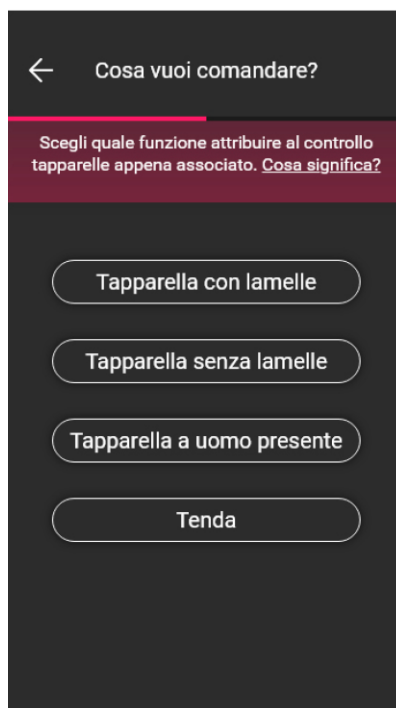 Cosa vuoi comandare?
Scegli quale funzione attribuire al controllo
tapparelle appena associato. Cosa significa?
Tapparella con lamelle
Tapparella senza lamelle
Tapparella a uomo presente
Tenda